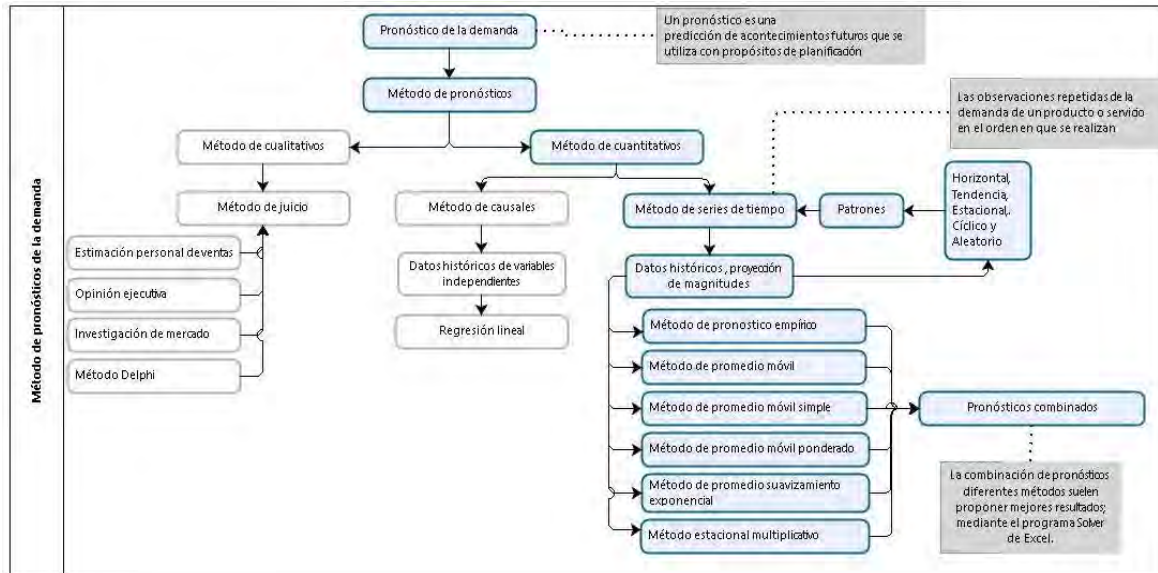 Método de pronósticos de la demanda
Pronóstico de la demanda
Un pronóstico es una
predicción de acontecimientos futuros que se
utiliza con propósitos de planificación
Método de pronósticos
Las observaciones repetidas de la
demanda de un producto o servicio
en el orden en que se realizan
Método de cualitativos
Método de cuantitativos
Método de juicio
Método de causales
Método de series de tiempo
Patrones
Horizontal,
Tendencia,
Estacional,
Cíclico y
Aleatorio
Estimación personal deventas
Opinión ejecutiva
Investigación de mercado
Método Delphi
Datos históricos de variables
independientes
Regresión lineal
Datos históricos, proyección
de magnitudes
Método de pronostico empírico
Método de promedio móvil
Método de promedio móvil simple
Método de promedio móvil ponderado
Método de promedio suavizamiento
exponencial
Método estacional multiplicativo
Pronósticos combinados
La combinación de pronósticos
diferentes métodos suelen
proponer mejores resultados;
mediante el programa Solver
de Excel.